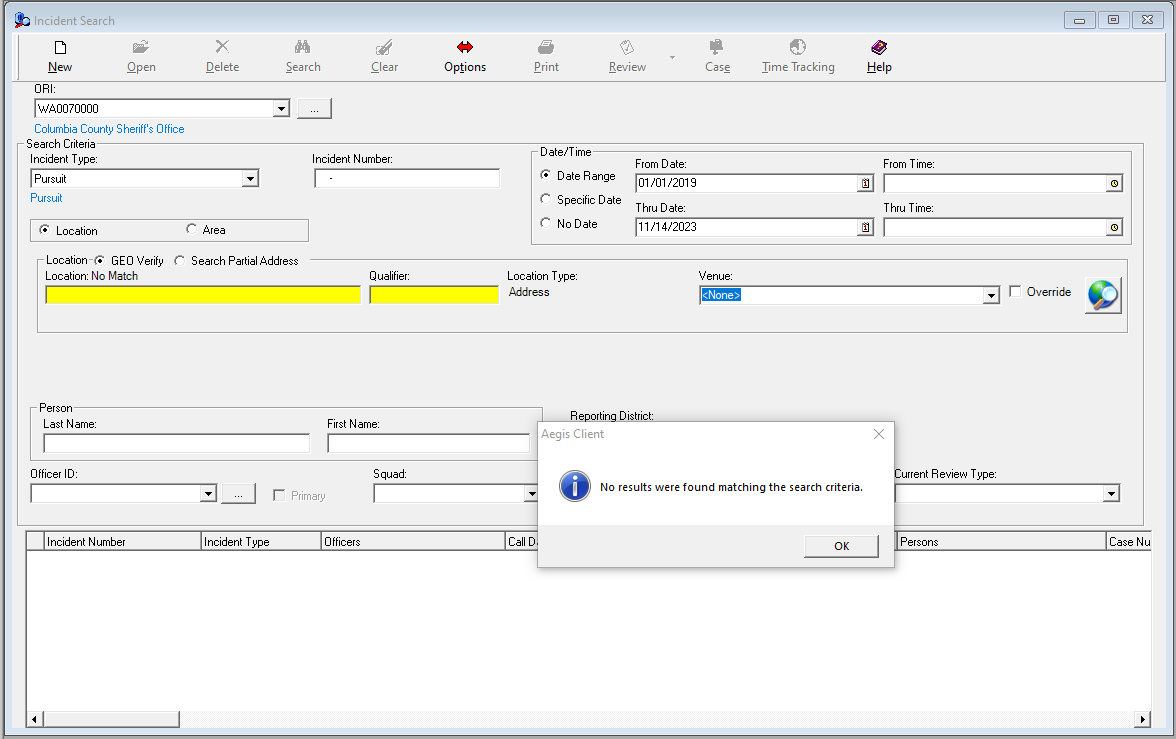 Incident Search
New Open Delete Search Clear Options Print Review Case Time Tracking Help
ORI:
WA0070000 ...
Columbia County Sheriff's Office
Search Criteria
Incident Type: Incident Number:
Pursuit -
Pursuit
Date/Time
Date Range
Specific Date
No Date
From Date: From Time:
01/01/2019
Thru Date: Thru Time:
11/14/2023
Location Area
Location GEO Verify Search Partial Address
Location: No Match Qualifier: Location Type: Venue:
Address <None> Override
Person
Last Name: First Name:
Reporting District:
Officer ID: Squad: Current Review Type:
... Primary
Aegis Client
No results were found matching the search criteria.
OK
Incident Number Incident Type Officers Call D Persons Case Nu